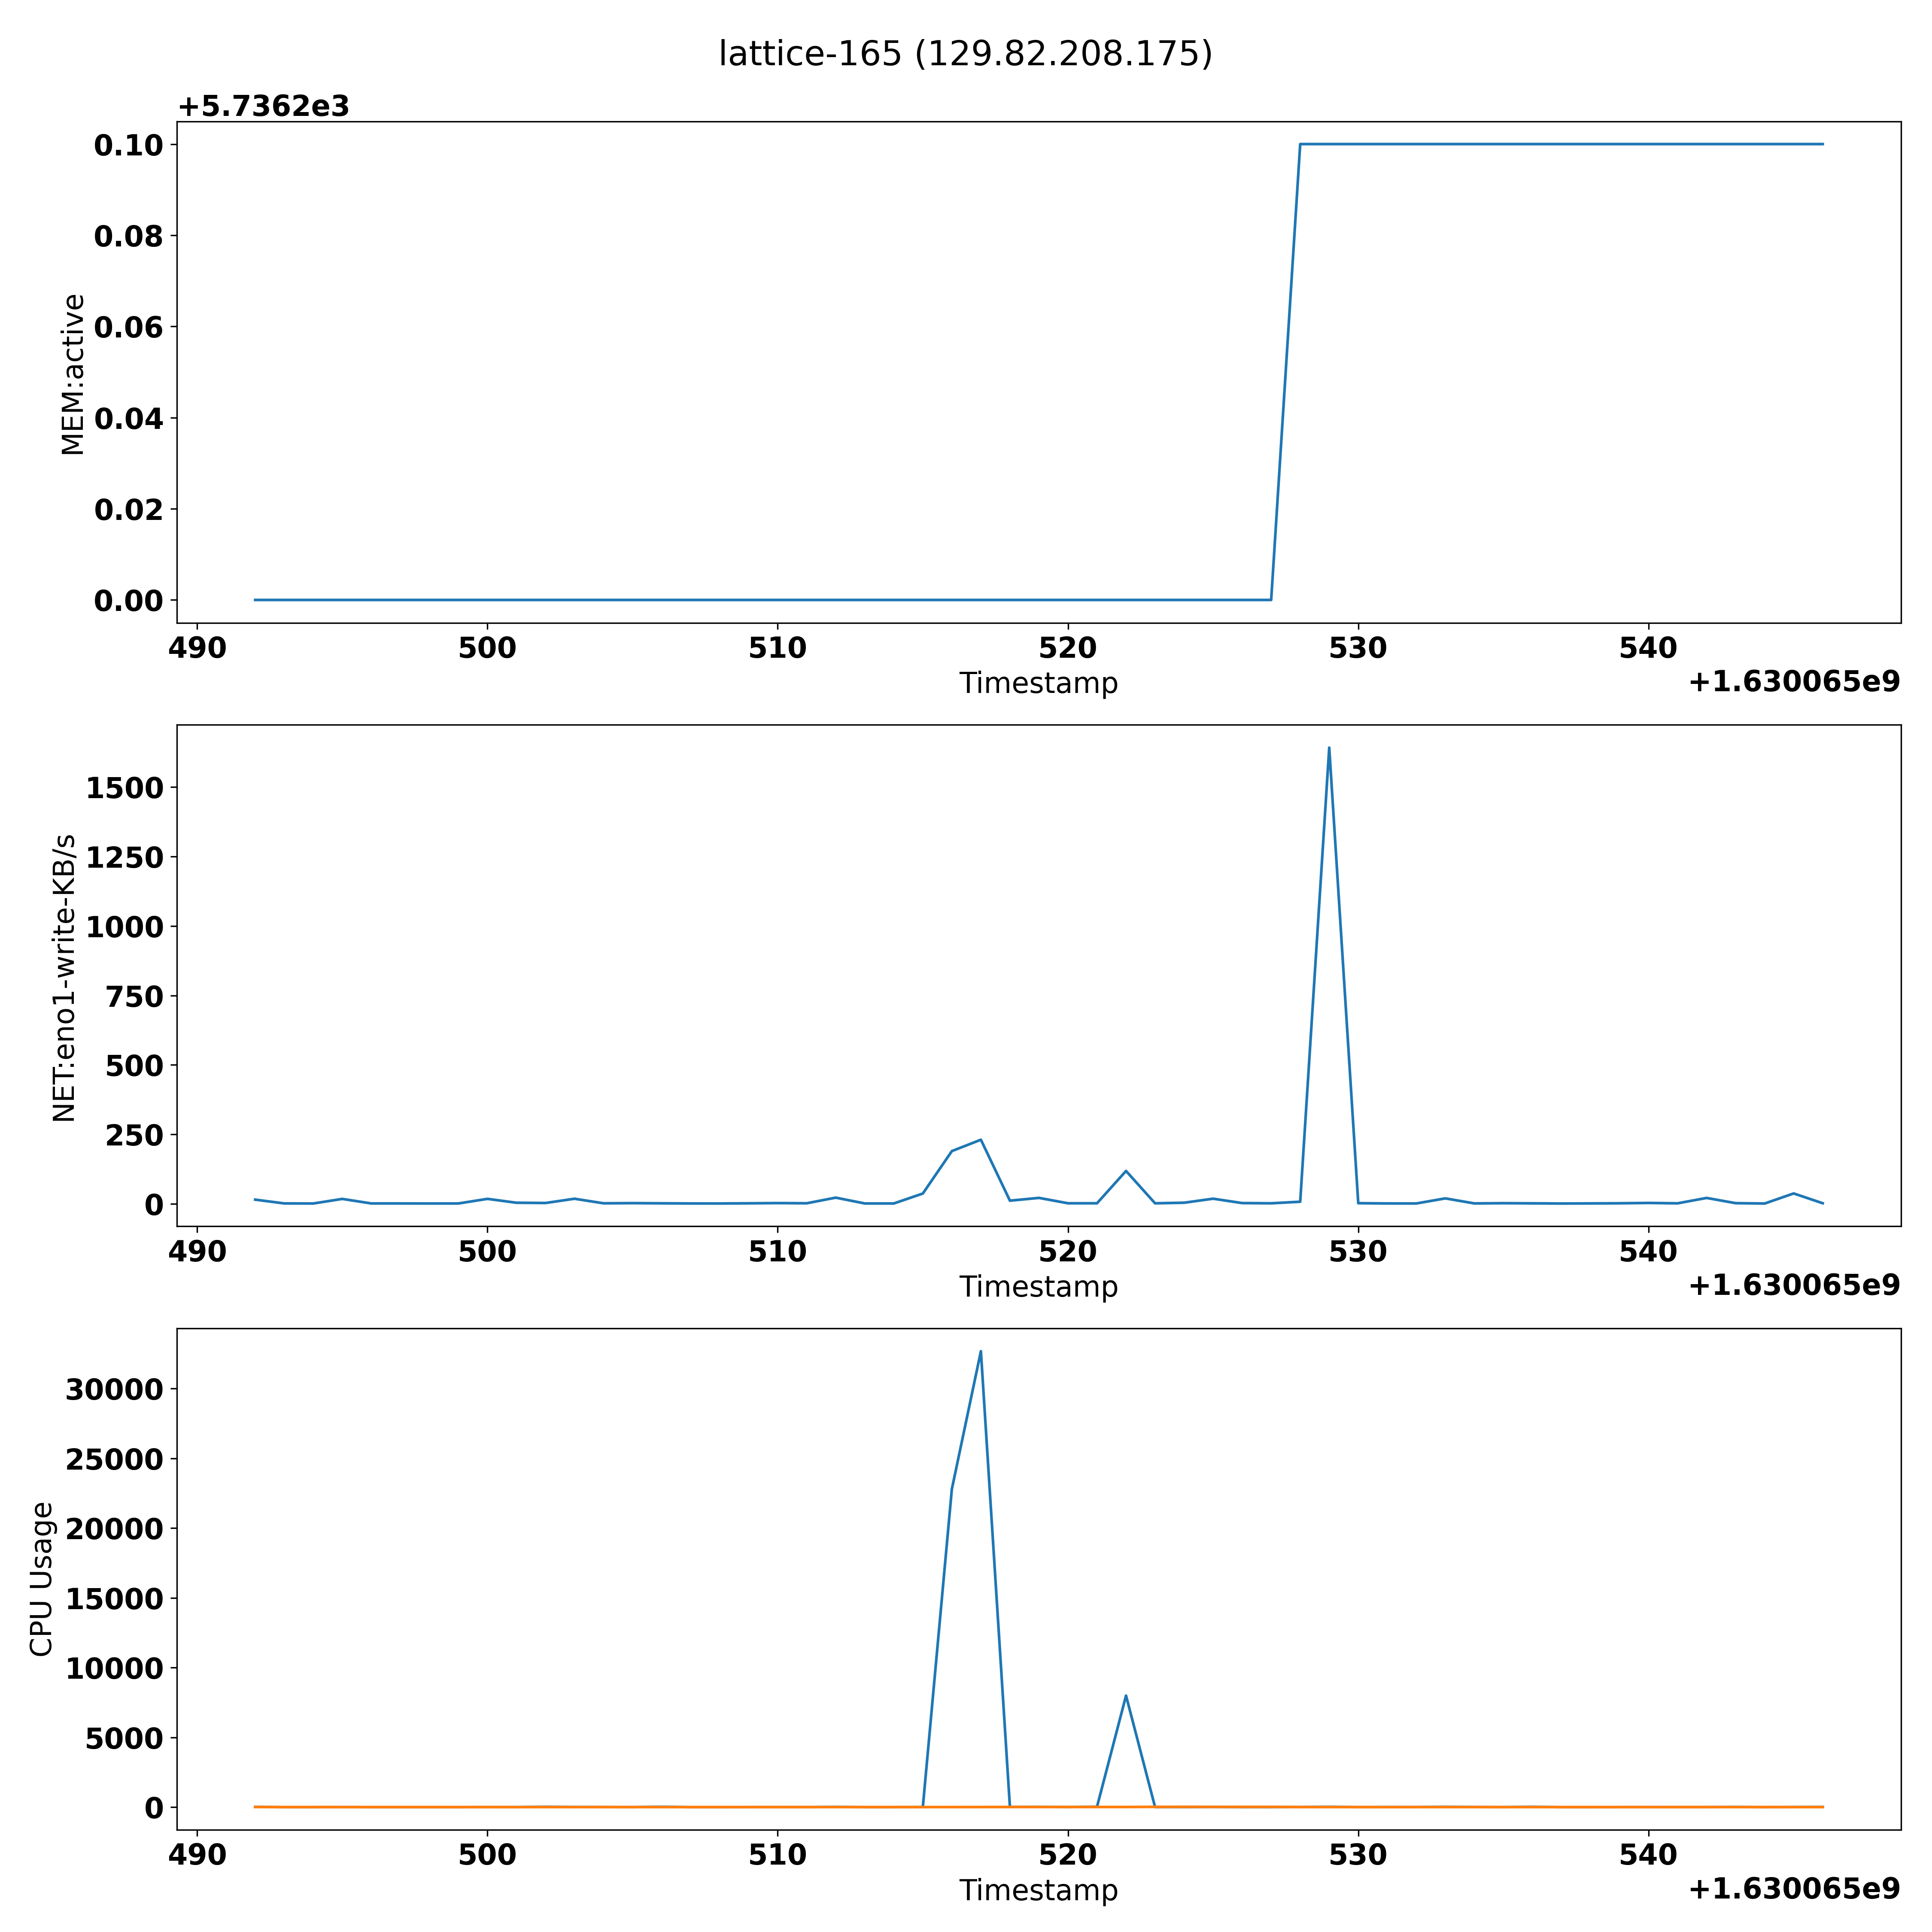 lattice-165 (129.82.208.175)
+5.7362e3
0.10
0.08
0.06
0.04
0.02
0.00
MEM:active
490 500 510 520 530 540
Timestamp
+1.630065e9
1500
1250
1000
750
500
250
0
NET:eno1-write-KB/s
490 500 510 520 530 540
Timestamp
+1.630065e9
30000
25000
20000
15000
10000
5000
0
CPU Usage
490 500 510 520 530 540
Timestamp
+1.630065e9